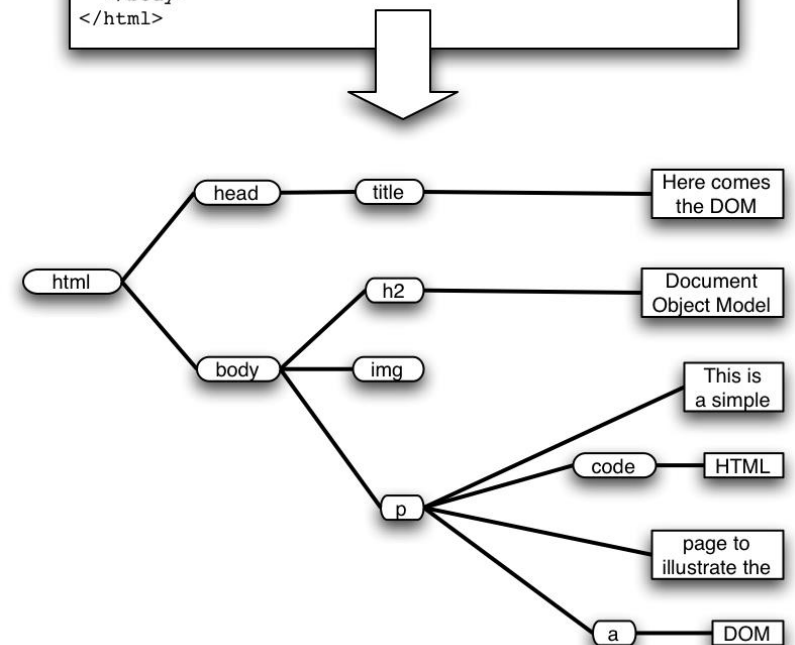 </html>
head
title
Here comes
the DOM
html
h2
Document
Object Model
body
img
This is
a simple
code
HTML
p
page to
illustrate the
a
DOM